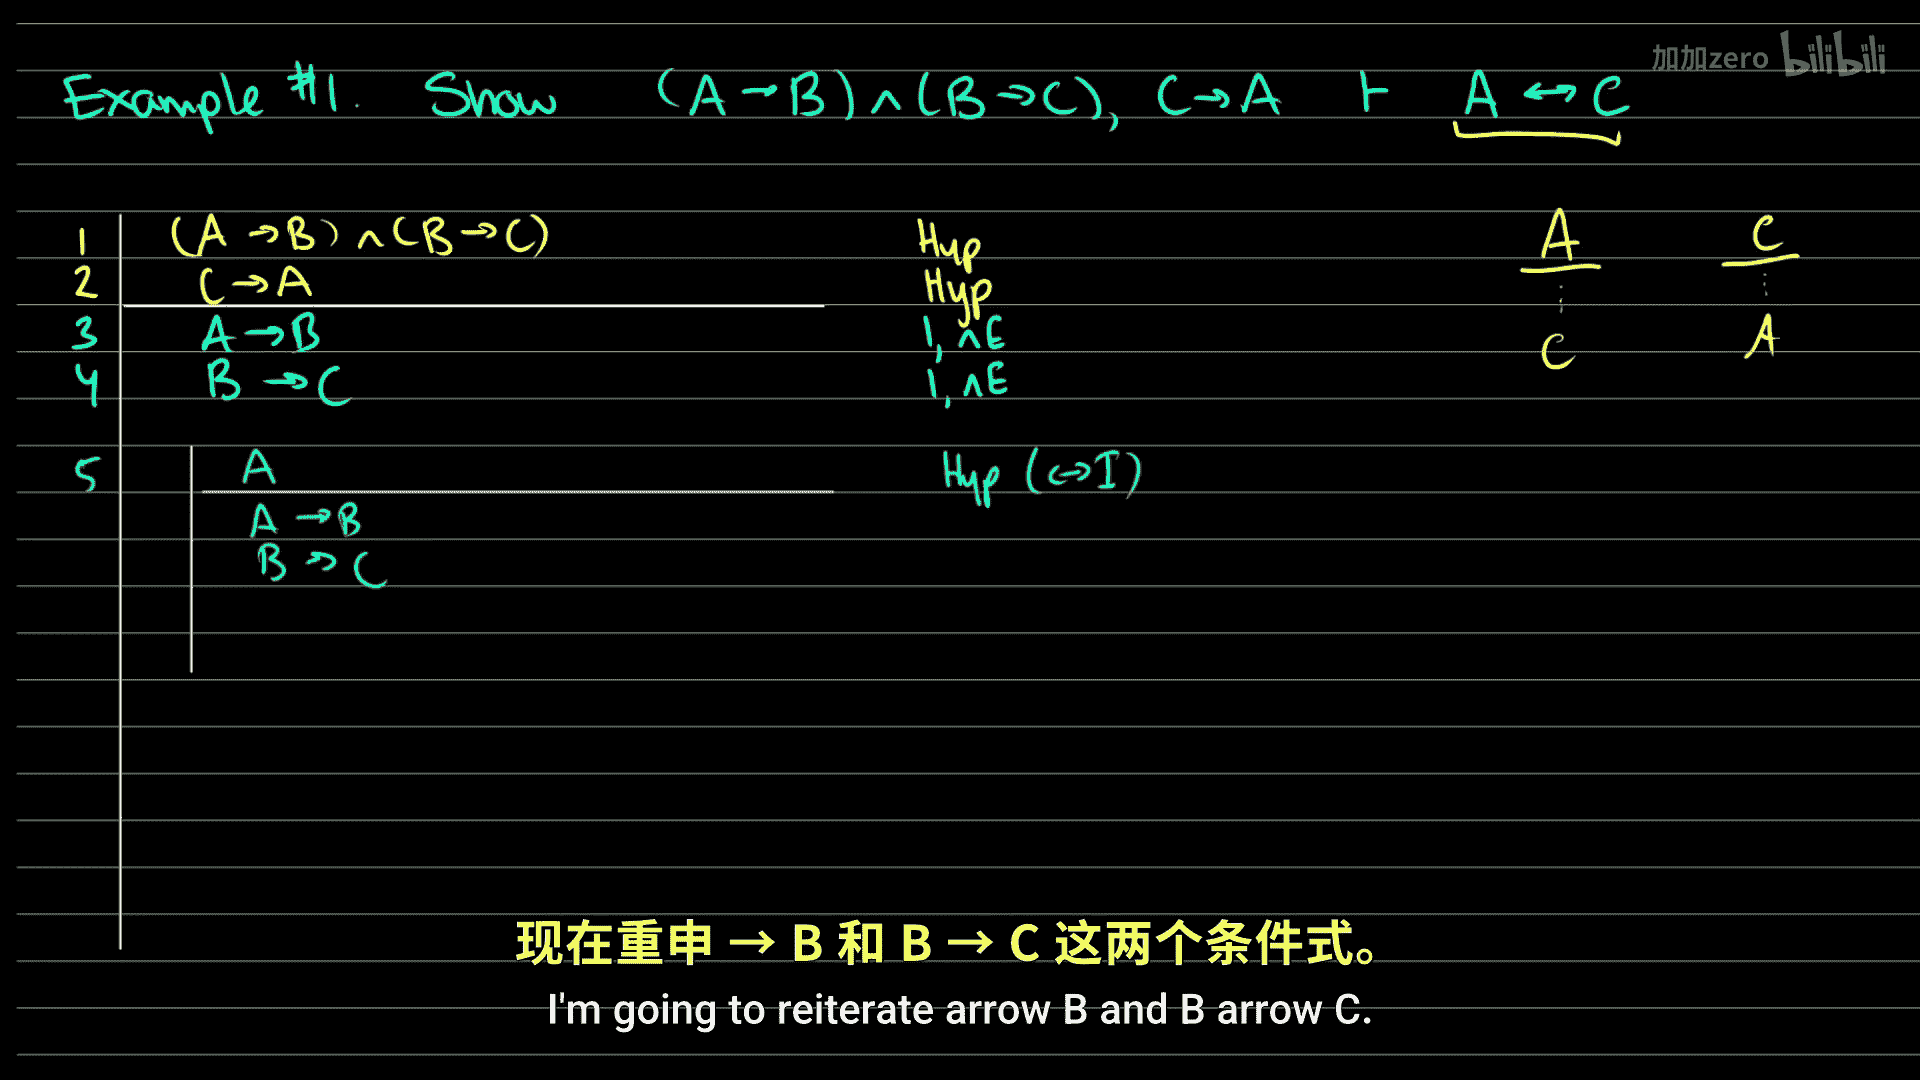 加加zero bilibili
Example #1. Show (A → B) ∧ (B → C), C → A ⊢ A ↔ C
1 (A → B) ∧ (B → C) Hyp A C
2 C → A Hyp
3 A → B 1, ∧E C A
4 B → C 1, ∧E
5 A Hyp (↔I)
A → B
B → C
现在重申 → B 和 B → C 这两个条件式。
I'm going to reiterate arrow B and B arrow C.